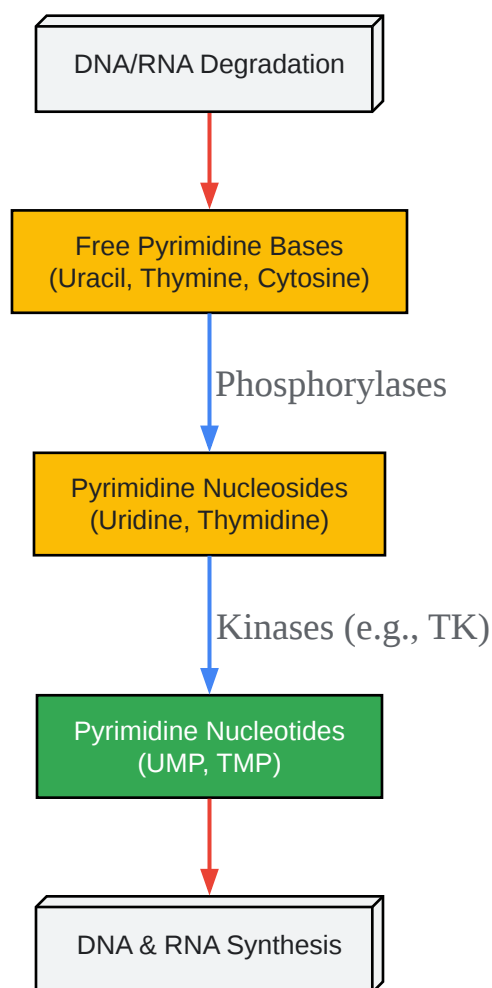 DNA/RNA Degradation
Free Pyrimidine Bases
(Uracil, Thymine, Cytosine)
Phosphorylases
Pyrimidine Nucleosides
(Uridine, Thymidine)
Kinases (e.g., TK)
Pyrimidine Nucleotides
(UMP, TMP)
DNA & RNA Synthesis